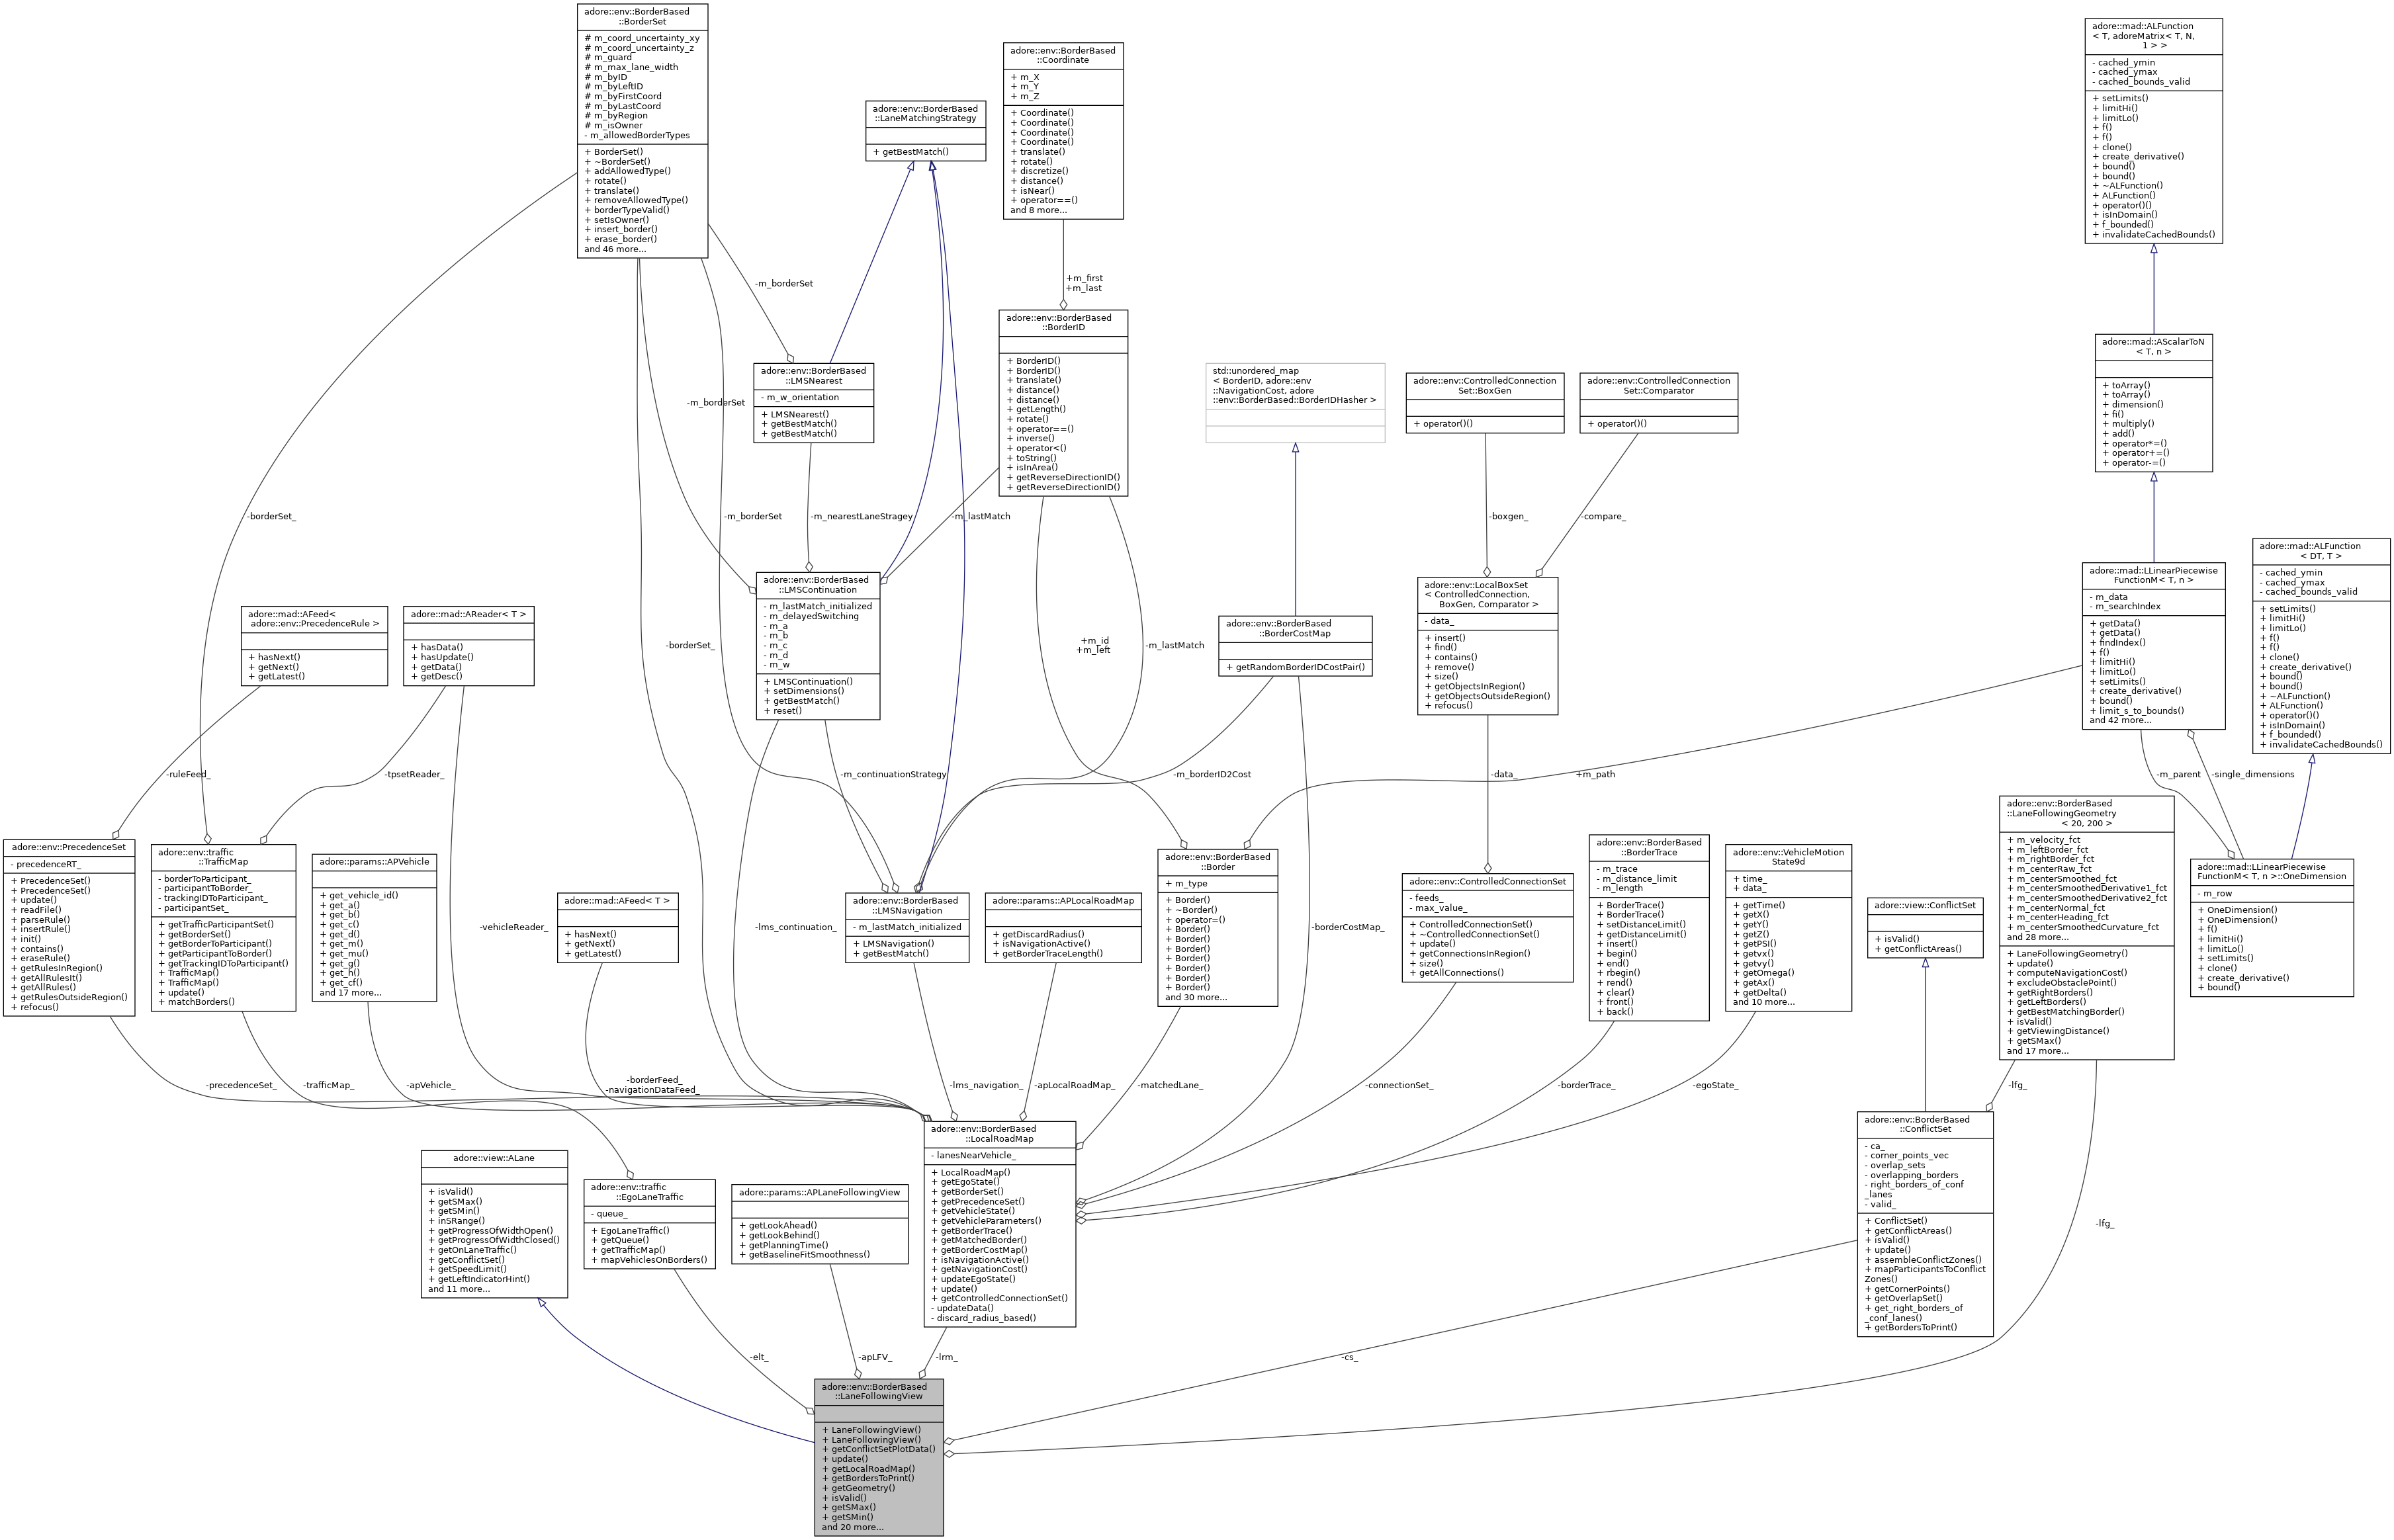 adore::env::BorderBased
::BorderSet
# m_coord_uncertainty_xy
# m_coord_uncertainty_z
# m_guard
# m_max_lane_width
# m_byID
# m_byLeftID
# m_byFirstCoord
# m_byLastCoord
# m_byRegion
# m_isOwner
- m_allowedBorderTypes
+ BorderSet()
+ ~BorderSet()
+ addAllowedType()
+ rotate()
+ translate()
+ removeAllowedType()
+ borderTypeValid()
+ setIsOwner()
+ insert_border()
+ erase_border()
and 46 more...
adore::env::BorderBased
::LaneMatchingStrategy
+ getBestMatch()
adore::env::BorderBased
::Coordinate
+ m_X
+ m_Y
+ m_Z
+ Coordinate()
+ Coordinate()
+ Coordinate()
+ Coordinate()
+ translate()
+ rotate()
+ discretize()
+ distance()
+ isNear()
+ operator==()
and 8 more...
adore::mad::ALFunction
< T, adoreMatrix< T, N,
1 > >
- cached_ymin
- cached_ymax
- cached_bounds_valid
+ setLimits()
+ limitHi()
+ limitLo()
+ f()
+ f()
+ clone()
+ create_derivative()
+ bound()
+ bound()
+ ~ALFunction()
+ ALFunction()
+ operator()()
+ isInDomain()
+ f_bounded()
+ invalidateCachedBounds()
-m_borderSet
+m_first
+m_last
adore::env::BorderBased
::LMSNearest
- m_w_orientation
+ LMSNearest()
+ getBestMatch()
+ getBestMatch()
adore::env::BorderBased
::BorderID
+ BorderID()
+ BorderID()
+ translate()
+ distance()
+ distance()
+ getLength()
+ rotate()
+ operator==()
+ inverse()
+ operator<()
+ toString()
+ isInArea()
+ getReverseDirectionID()
+ getReverseDirectionID()
std::unordered_map
< BorderID, adore::env
::NavigationCost, adore
::env::BorderBased::BorderIDHasher >
adore::env::ControlledConnection
Set::BoxGen
+ operator()()
adore::env::ControlledConnection
Set::Comparator
+ operator()()
adore::mad::AScalarToN
< T, n >
+ toArray()
+ toArray()
+ dimension()
+ fi()
+ multiply()
+ add()
+ operator*=()
+ operator+=()
+ operator-=()
-m_borderSet
-borderSet_
-m_borderSet
-m_nearestLaneStragey
-m_lastMatch
-boxgen_
-compare_
adore::mad::AFeed<
adore::env::PrecedenceRule >
+ hasNext()
+ getNext()
+ getLatest()
adore::mad::AReader< T >
+ hasData()
+ hasUpdate()
+ getData()
+ getDesc()
-borderSet_
adore::env::BorderBased
::LMSContinuation
- m_lastMatch_initialized
- m_delayedSwitching
- m_a
- m_b
- m_c
- m_d
- m_w
+ LMSContinuation()
+ setDimensions()
+ getBestMatch()
+ reset()
+m_id
+m_left
-m_lastMatch
adore::env::BorderBased
::BorderCostMap
+ getRandomBorderIDCostPair()
adore::env::LocalBoxSet
< ControlledConnection,
BoxGen, Comparator >
- data_
+ insert()
+ find()
+ contains()
+ remove()
+ size()
+ getObjectsInRegion()
+ getObjectsOutsideRegion()
+ refocus()
adore::mad::LLinearPiecewise
FunctionM< T, n >
- m_data
- m_searchIndex
+ getData()
+ getData()
+ findIndex()
+ f()
+ limitHi()
+ limitLo()
+ setLimits()
+ create_derivative()
+ bound()
+ limit_s_to_bounds()
and 42 more...
adore::mad::ALFunction
< DT, T >
- cached_ymin
- cached_ymax
- cached_bounds_valid
+ setLimits()
+ limitHi()
+ limitLo()
+ f()
+ f()
+ clone()
+ create_derivative()
+ bound()
+ bound()
+ ~ALFunction()
+ ALFunction()
+ operator()()
+ isInDomain()
+ f_bounded()
+ invalidateCachedBounds()
-ruleFeed_
-tpsetReader_
-m_continuationStrategy
-m_borderID2Cost
-data_
+m_path
-m_parent
-single_dimensions
adore::env::PrecedenceSet
- precedenceRT_
+ PrecedenceSet()
+ PrecedenceSet()
+ update()
+ readFile()
+ parseRule()
+ insertRule()
+ init()
+ contains()
+ eraseRule()
+ getRulesInRegion()
+ getAllRulesIt()
+ getAllRules()
+ getRulesOutsideRegion()
+ refocus()
adore::env::traffic
::TrafficMap
- borderToParticipant_
- participantToBorder_
- trackingIDToParticipant_
- participantSet_
+ getTrafficParticipantSet()
+ getBorderSet()
+ getBorderToParticipant()
+ getParticipantToBorder()
+ getTrackingIDToParticipant()
+ TrafficMap()
+ TrafficMap()
+ update()
+ matchBorders()
adore::params::APVehicle
+ get_vehicle_id()
+ get_a()
+ get_b()
+ get_c()
+ get_d()
+ get_m()
+ get_mu()
+ get_g()
+ get_h()
+ get_cf()
and 17 more...
-vehicleReader_
adore::mad::AFeed< T >
+ hasNext()
+ getNext()
+ getLatest()
-lms_continuation_
adore::env::BorderBased
::LMSNavigation
- m_lastMatch_initialized
+ LMSNavigation()
+ getBestMatch()
adore::params::APLocalRoadMap
+ getDiscardRadius()
+ isNavigationActive()
+ getBorderTraceLength()
adore::env::BorderBased
::Border
+ m_type
+ Border()
+ ~Border()
+ operator=()
+ Border()
+ Border()
+ Border()
+ Border()
+ Border()
+ Border()
+ Border()
and 30 more...
-borderCostMap_
adore::env::ControlledConnectionSet
- feeds_
- max_value_
+ ControlledConnectionSet()
+ ~ControlledConnectionSet()
+ update()
+ getConnectionsInRegion()
+ size()
+ getAllConnections()
adore::env::BorderBased
::BorderTrace
- m_trace
- m_distance_limit
- m_length
+ BorderTrace()
+ BorderTrace()
+ setDistanceLimit()
+ getDistanceLimit()
+ insert()
+ begin()
+ end()
+ rbegin()
+ rend()
+ clear()
+ front()
+ back()
adore::env::VehicleMotion
State9d
+ time_
+ data_
+ getTime()
+ getX()
+ getY()
+ getZ()
+ getPSI()
+ getvx()
+ getvy()
+ getOmega()
+ getAx()
+ getDelta()
and 10 more...
adore::view::ConflictSet
+ isValid()
+ getConflictAreas()
adore::env::BorderBased
::LaneFollowingGeometry
< 20, 200 >
+ m_velocity_fct
+ m_leftBorder_fct
+ m_rightBorder_fct
+ m_centerRaw_fct
+ m_centerSmoothed_fct
+ m_centerSmoothedDerivative1_fct
+ m_centerSmoothedDerivative2_fct
+ m_centerNormal_fct
+ m_centerHeading_fct
+ m_centerSmoothedCurvature_fct
and 28 more...
+ LaneFollowingGeometry()
+ update()
+ computeNavigationCost()
+ excludeObstaclePoint()
+ getRightBorders()
+ getLeftBorders()
+ getBestMatchingBorder()
+ isValid()
+ getViewingDistance()
+ getSMax()
and 17 more...
adore::mad::LLinearPiecewise
FunctionM< T, n >::OneDimension
- m_row
+ OneDimension()
+ OneDimension()
+ f()
+ limitHi()
+ limitLo()
+ setLimits()
+ clone()
+ create_derivative()
+ bound()
-precedenceSet_
-trafficMap_
-apVehicle_
-borderFeed_
-navigationDataFeed_
-lms_navigation_
-apLocalRoadMap_
-matchedLane_
-connectionSet_
-borderTrace_
-egoState_
-lfg_
adore::view::ALane
+ isValid()
+ getSMax()
+ getSMin()
+ inSRange()
+ getProgressOfWidthOpen()
+ getProgressOfWidthClosed()
+ getOnLaneTraffic()
+ getConflictSet()
+ getSpeedLimit()
+ getLeftIndicatorHint()
and 11 more...
adore::env::traffic
::EgoLaneTraffic
- queue_
+ EgoLaneTraffic()
+ getQueue()
+ getTrafficMap()
+ mapVehiclesOnBorders()
adore::params::APLaneFollowingView
+ getLookAhead()
+ getLookBehind()
+ getPlanningTime()
+ getBaselineFitSmoothness()
adore::env::BorderBased
::LocalRoadMap
- lanesNearVehicle_
+ LocalRoadMap()
+ getEgoState()
+ getBorderSet()
+ getPrecedenceSet()
+ getVehicleState()
+ getVehicleParameters()
+ getBorderTrace()
+ getMatchedBorder()
+ getBorderCostMap()
+ isNavigationActive()
+ getNavigationCost()
+ updateEgoState()
+ update()
+ getControlledConnectionSet()
- updateData()
- discard_radius_based()
adore::env::BorderBased
::ConflictSet
- ca_
- corner_points_vec
- overlap_sets
- overlapping_borders
- right_borders_of_conf
_lanes
- valid_
+ ConflictSet()
+ getConflictAreas()
+ isValid()
+ update()
+ assembleConflictZones()
+ mapParticipantsToConflict
Zones()
+ getCornerPoints()
+ getOverlapSet()
+ get_right_borders_of
_conf_lanes()
+ getBordersToPrint()
-lfg_
-elt_
-apLFV_
-lrm_
-cs_
adore::env::BorderBased
::LaneFollowingView
+ LaneFollowingView()
+ LaneFollowingView()
+ getConflictSetPlotData()
+ update()
+ getLocalRoadMap()
+ getBordersToPrint()
+ getGeometry()
+ isValid()
+ getSMax()
+ getSMin()
and 20 more...